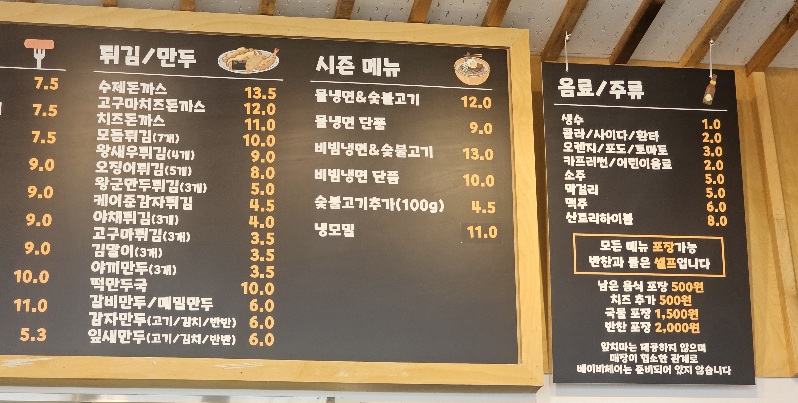 7.5
7.5
7.5
9.0
9.0
9.0
9.0
10.0
11.0
5.3
튀김/만두
수제돈까스 13.5
고구마치즈돈까스 12.0
치즈돈까스 11.0
모듬튀김(7개) 10.0
왕새우튀김(4개) 9.0
오징어튀김(5개) 8.0
왕군만두튀김(3개) 5.0
케이준감자튀김 4.5
야채튀김(3개) 4.0
고구마튀김(3개) 3.5
김말이(3개) 3.5
야끼만두(3개) 3.5
떡만두국 10.0
갈비만두/메밀만두 6.0
감자만두(고기/김치/반반) 6.0
잎새만두(고기/김치/반반) 6.0
시즌 메뉴
물냉면&숯불고기 12.0
물냉면 단품 9.0
비빔냉면&숯불고기 13.0
비빔냉면 단품 10.0
숯불고기추가(100g) 4.5
냉모밀 11.0
음료/주류
생수 1.0
콜라/사이다/환타 2.0
오렌지/포도/토마토 3.0
카프리썬/어린이음료 2.0
소주 5.0
막걸리 5.0
맥주 6.0
산토리하이볼 8.0
모든 메뉴 포장가능
반찬과 물은 셀프입니다
남은 음식 포장 500원
치즈 추가 500원
국물 포장 1,500원
반찬 포장 2,000원
앞치마는 제공하지 않으며
매장이 협소한 관계로
베이비체어는 준비되어 있지 않습니다